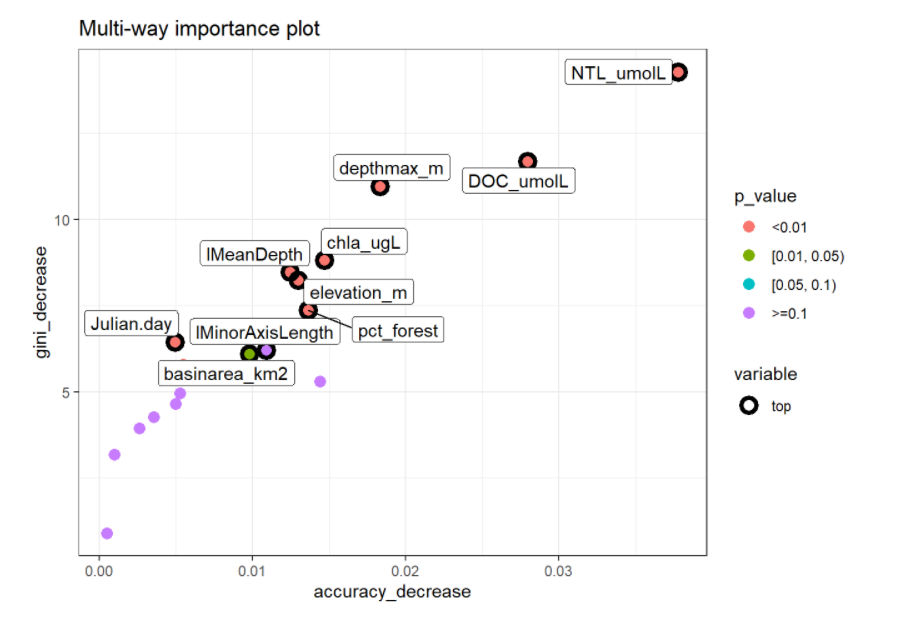 Multi-way importance plot
NTL_umolL
depthmax_m
DOC_umolL
p_value
10
chla_ugL
<0.01
lMeanDepth
[0.01, 0.05)
elevation_m
[0.05, 0.1)
gini_decrease
Julian.day
lMinorAxisLength
pct_forest
>=0.1
basinarea_km2
variable
5
top
0.00
0.01
0.02
0.03
accuracy_decrease